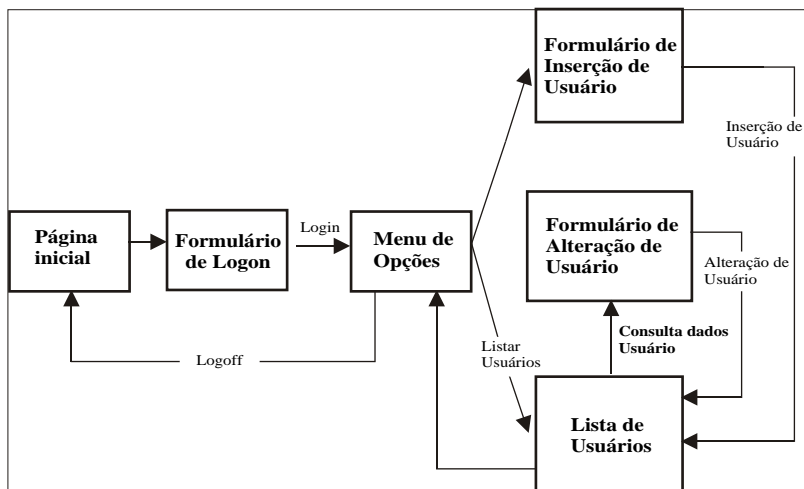 Formulário de
Inserção de
Usuário
Inserção de
Usuário
Página
inicial
Formulário
de Logon
Login
Menu de
Opções
Formulário de
Alteração de
Usuário
Alteração de
Usuário
Consulta dados
Usuário
Listar
Usuários
Logoff
Lista de
Usuários